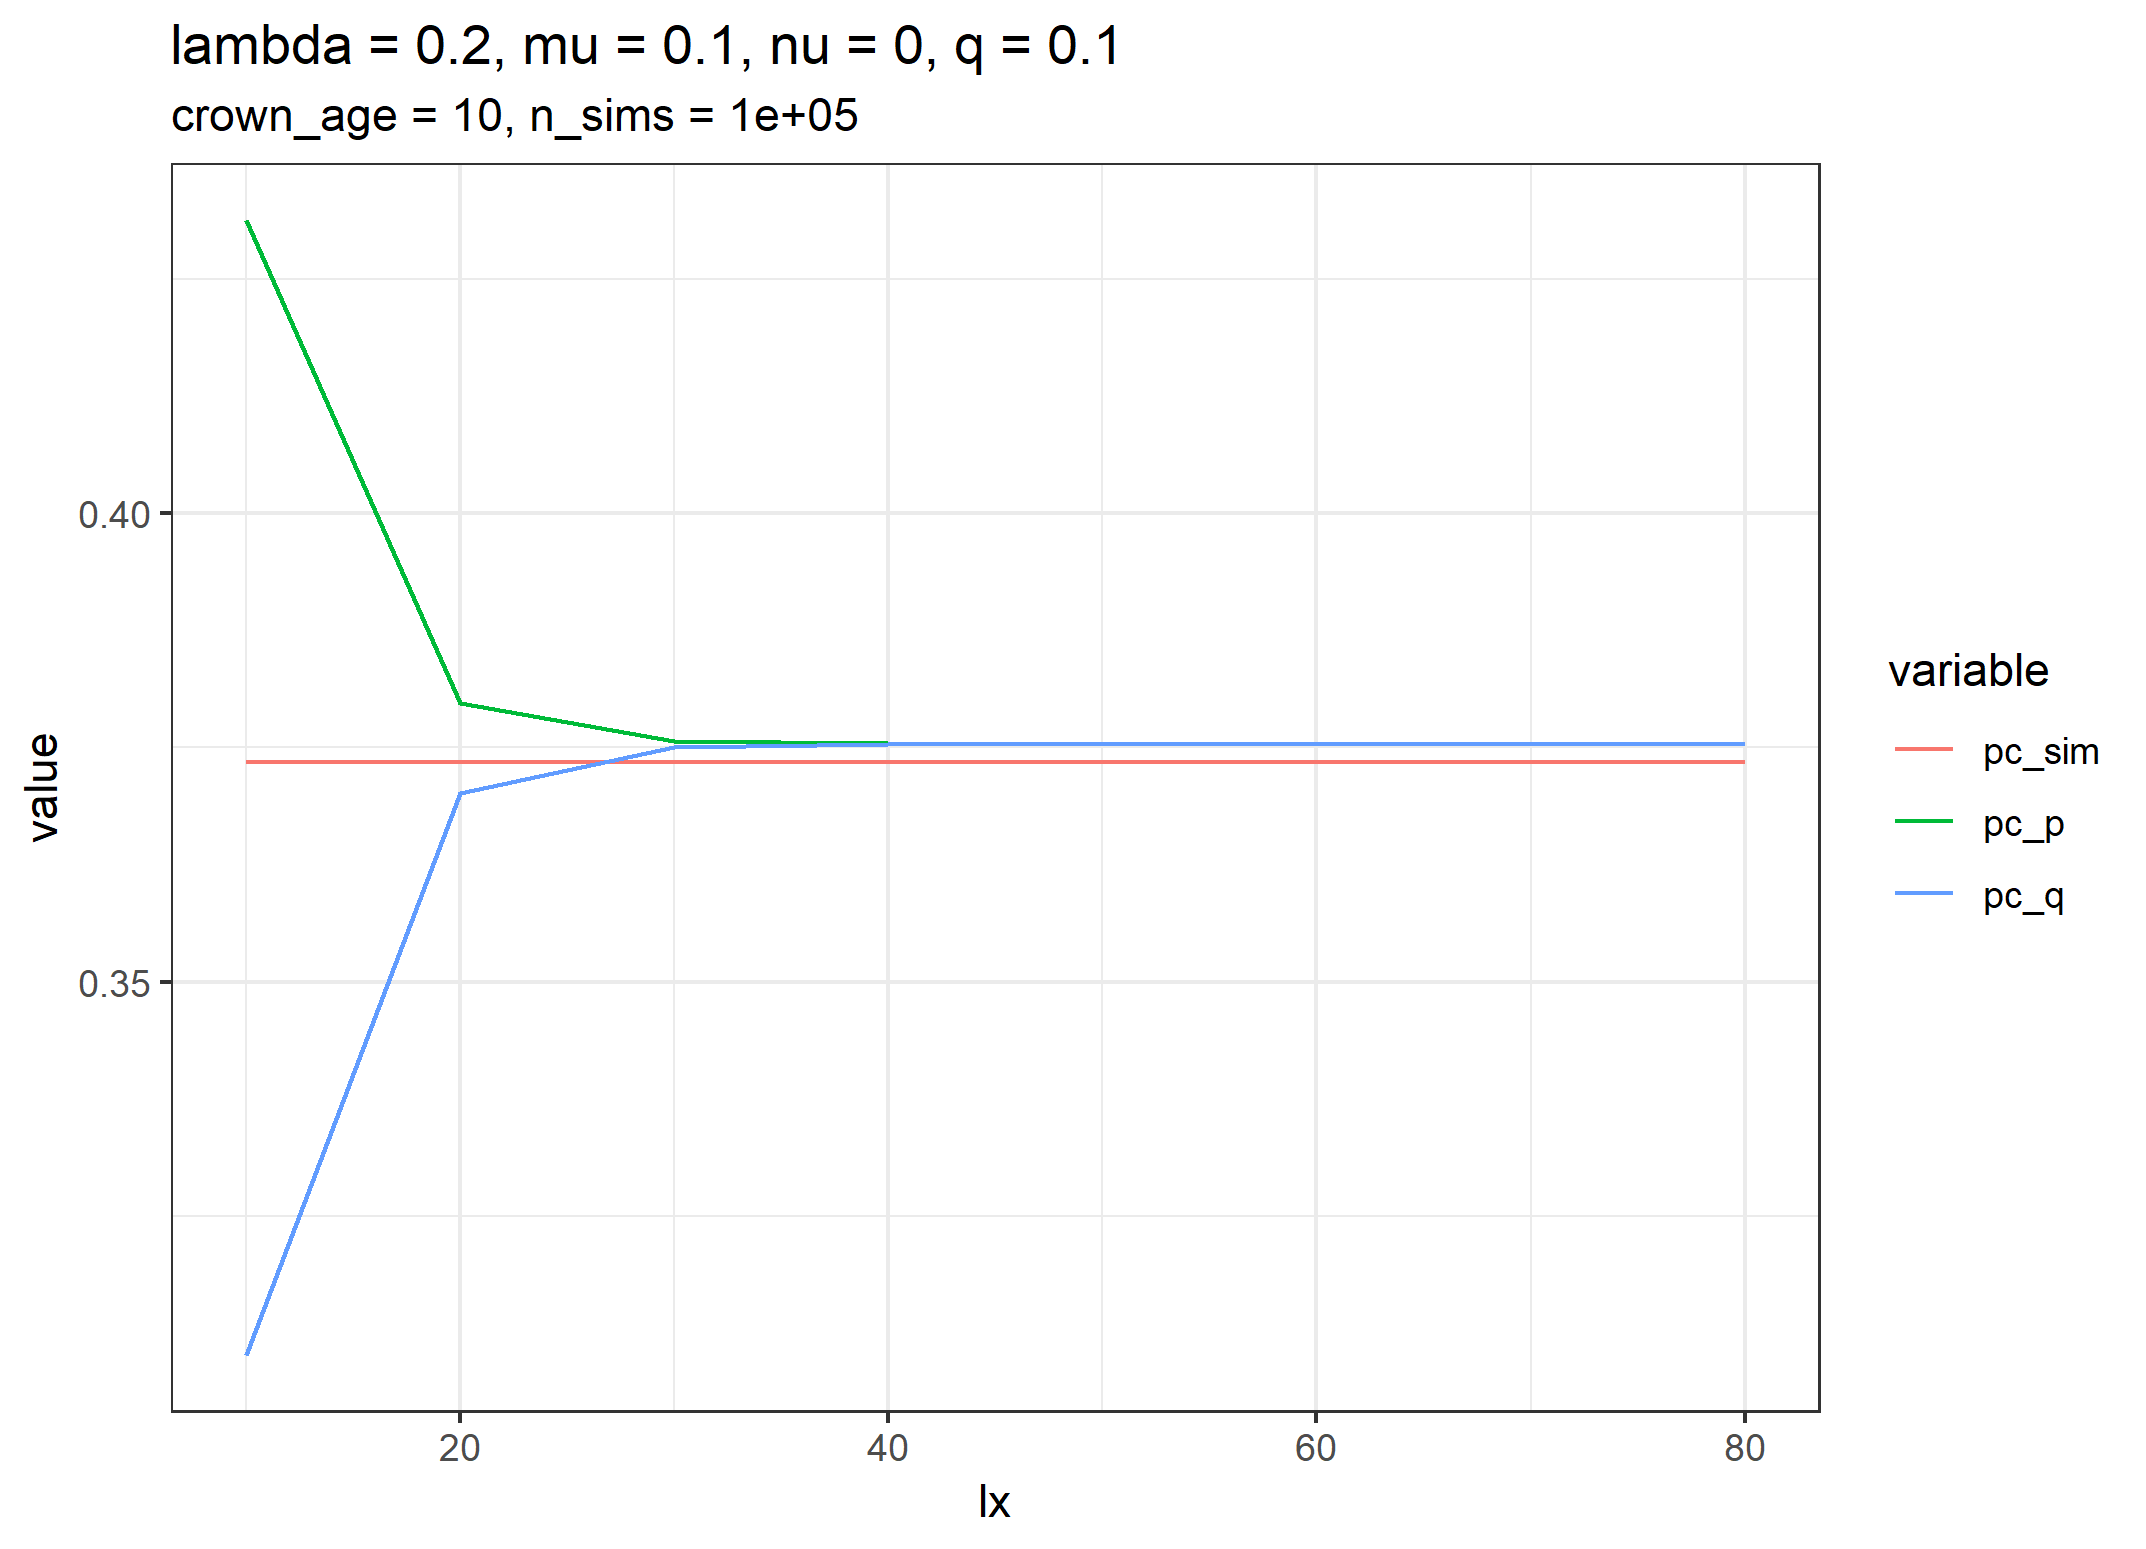 lambda = 0.2, mu = 0.1, nu = 0, q = 0.1
crown_age = 10, n_sims = 1e+05
value
0.40
0.35
20 40 60 80
lx
variable
pc_sim
pc_p
pc_q